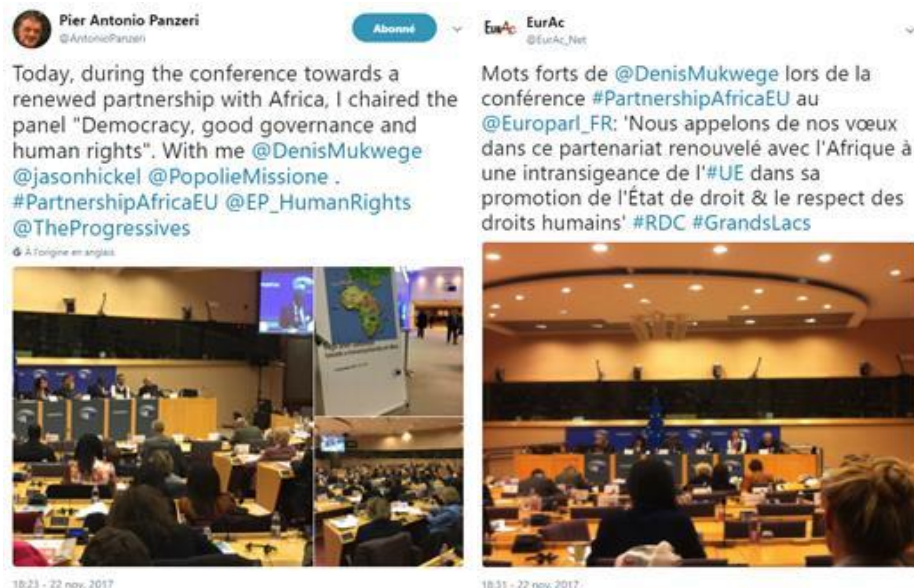 Pier Antonio Panzeri
@AntonioPanzeri
Abonné
Today, during the conference towards a
renewed partnership with Africa, I chaired the
panel "Democracy, good governance and
human rights". With me @DenisMukwege
@jasonhickel @PopolieMissione .
#PartnershipAfricaEU @EP_HumanRights
@TheProgressives
À l'origine en anglais
18:23 - 22 nov. 2017
EurAc
EurAc
@EurAc_Net
Mots forts de @DenisMukwege lors de la
conférence #PartnershipAfricaEU au
@Europarl_FR: 'Nous appelons de nos vœux
dans ce partenariat renouvelé avec l'Afrique à
une intransigeance de l'#UE dans sa
promotion de l'État de droit & le respect des
droits humains' #RDC #GrandsLacs
18:31 - 22 nov. 2017